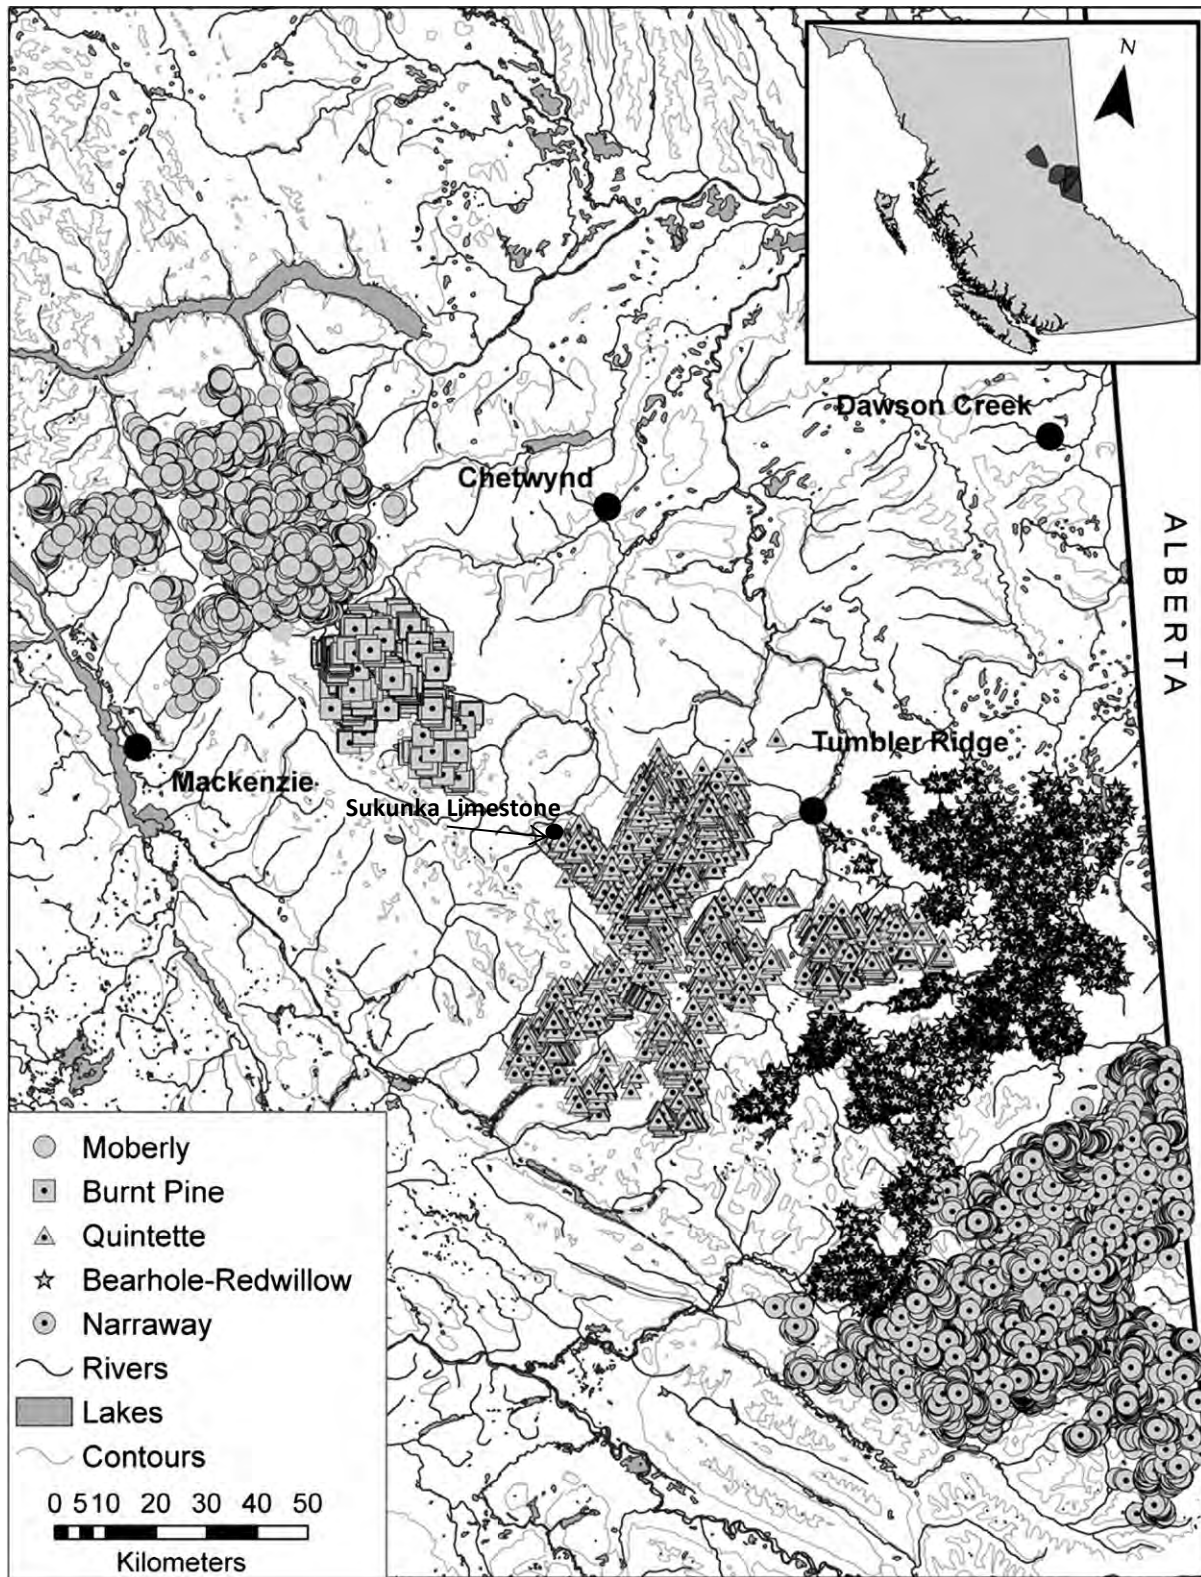 N
Dawson Creek
Chetwynd
ALBERTA
Tumbler Ridge
Mackenzie
Sukunka Limestone
Moberly
Burnt Pine
Quintette
Bearhole-Redwillow
Narraway
Rivers
Lakes
Contours
0 5 10 20 30 40 50
Kilometers